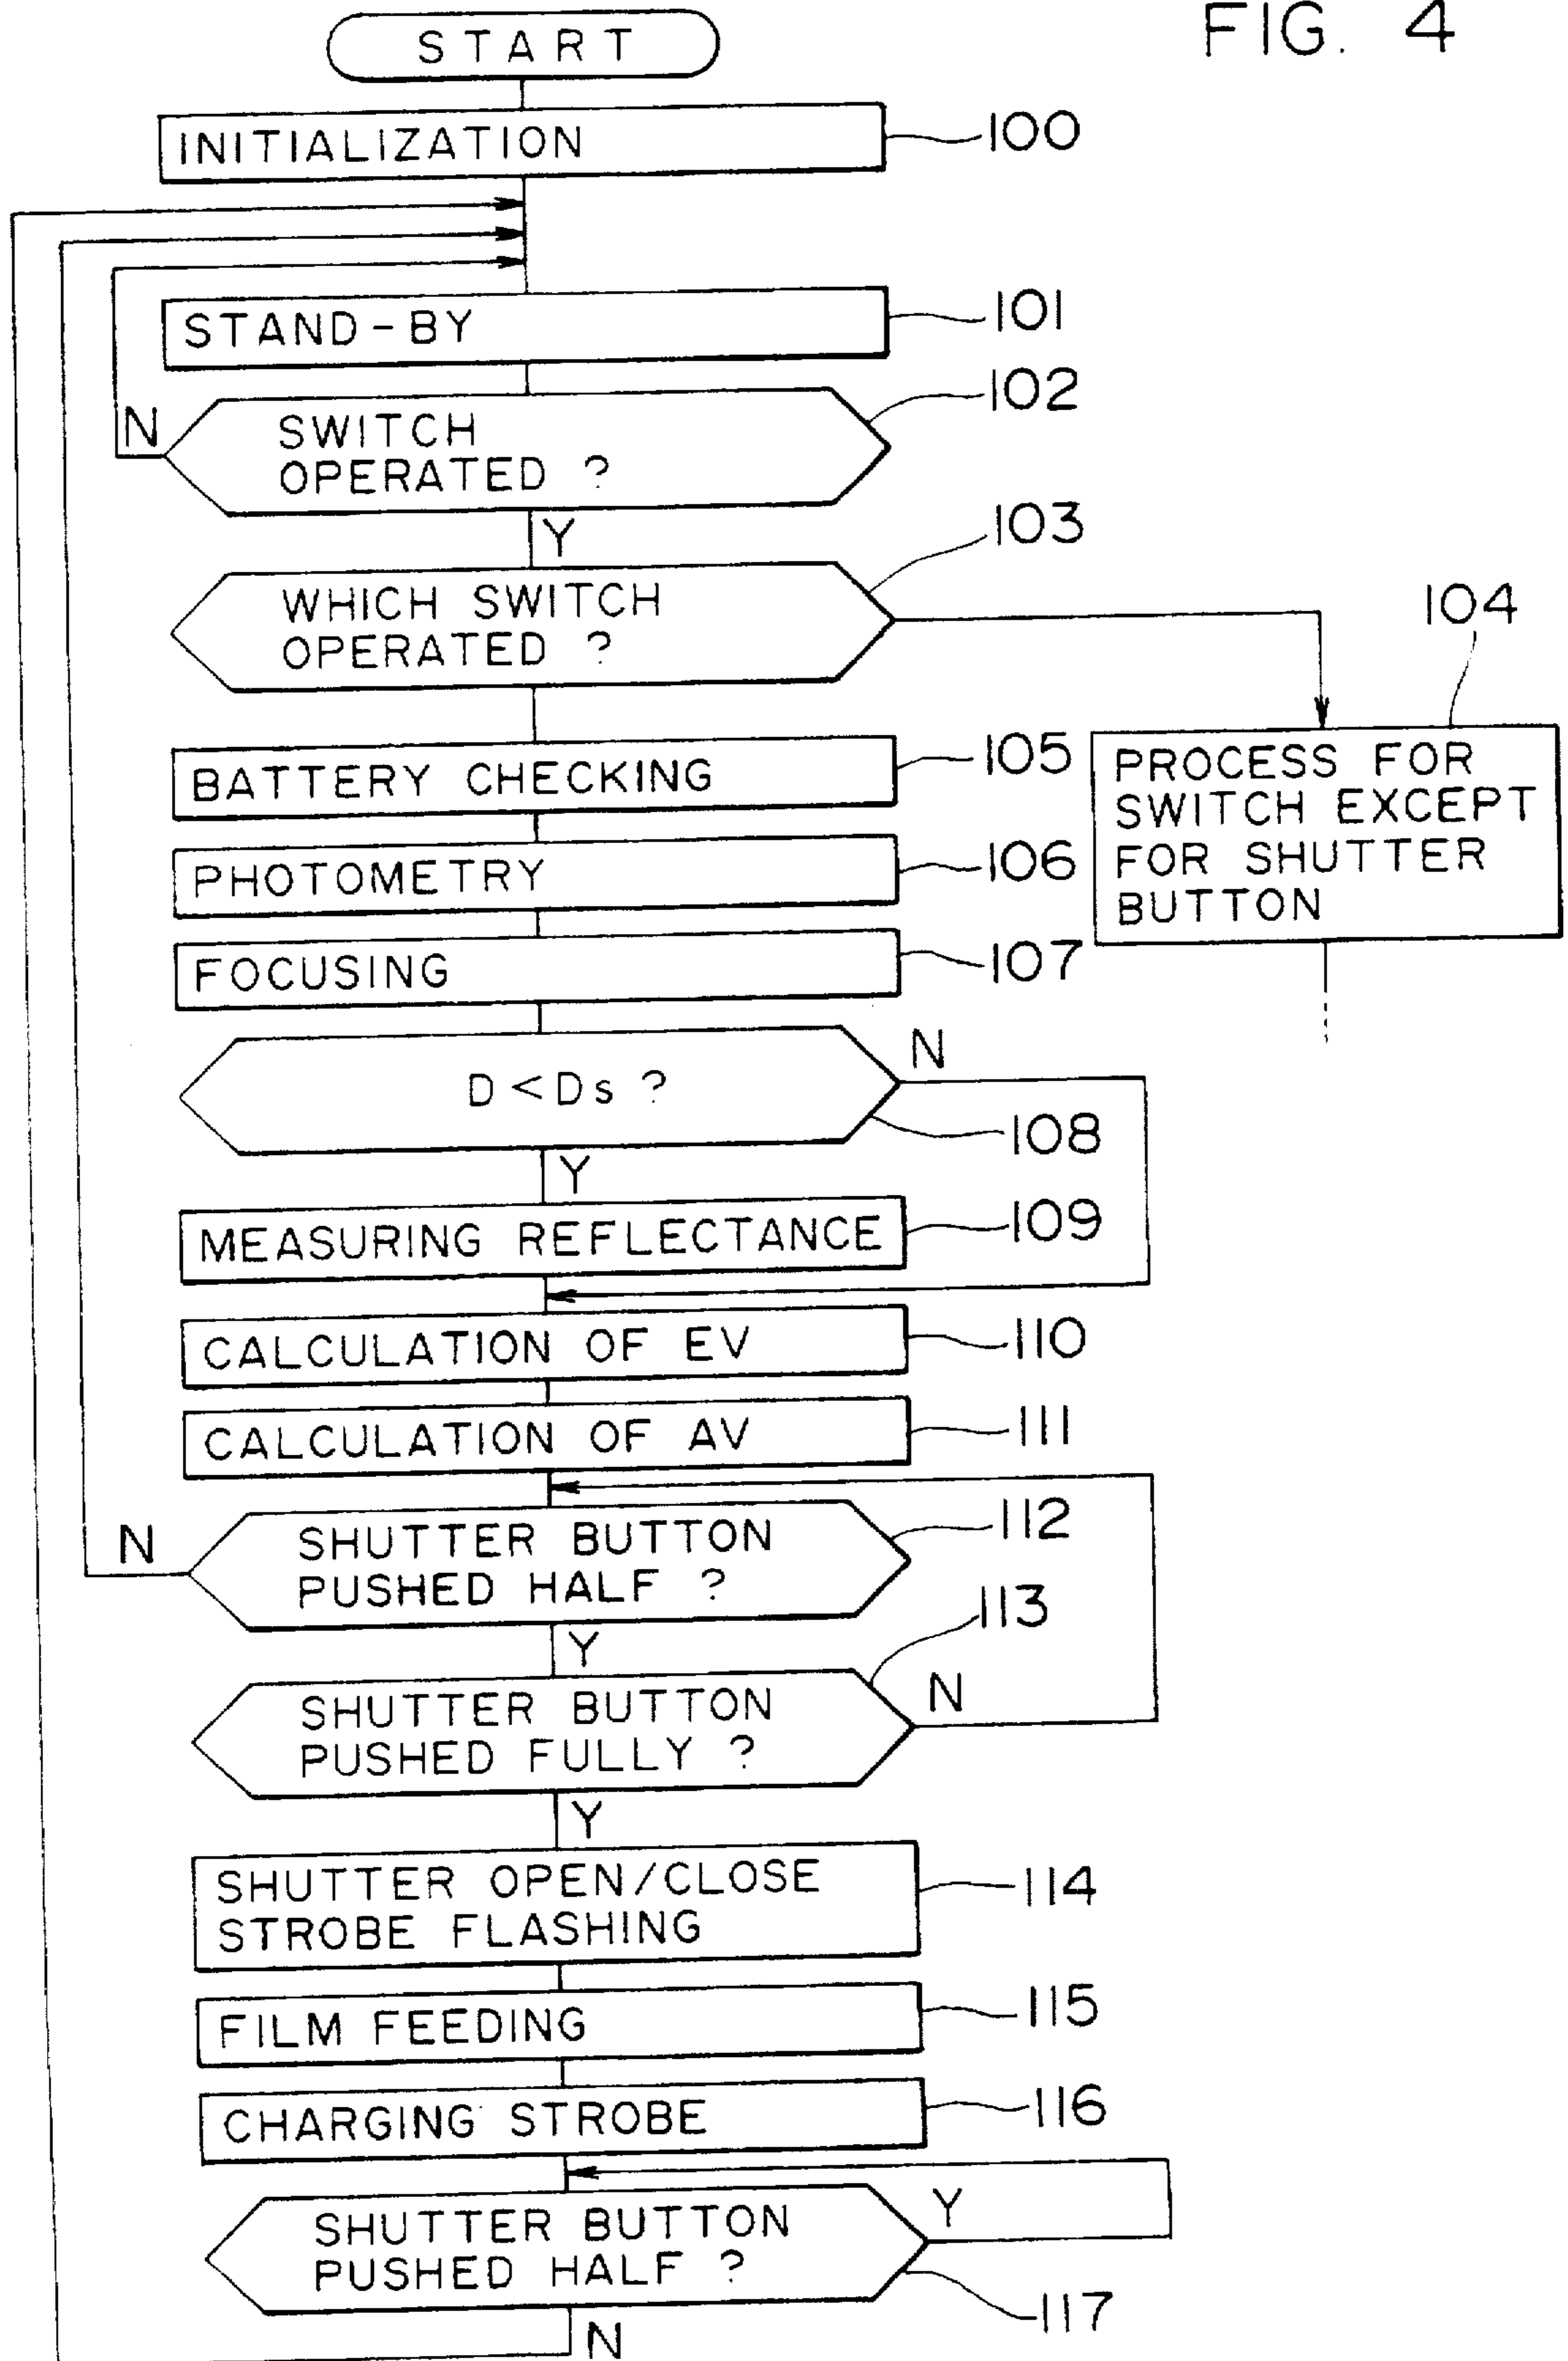 FIG. 4
START
INITIALIZATION
100
STAND-BY
101
102
N
SWITCH
OPERATED ?
Y
103
WHICH SWITCH
OPERATED ?
104
PROCESS FOR
SWITCH EXCEPT
FOR SHUTTER
BUTTON
BATTERY CHECKING
105
PHOTOMETRY
106
FOCUSING
107
N
D<Ds ?
108
Y
MEASURING REFLECTANCE
109
CALCULATION OF EV
110
CALCULATION OF AV
111
N
SHUTTER BUTTON
PUSHED HALF ?
112
Y
113
SHUTTER BUTTON
PUSHED FULLY ?
N
Y
SHUTTER OPEN/CLOSE
STROBE FLASHING
114
FILM FEEDING
115
CHARGING STROBE
116
SHUTTER BUTTON
PUSHED HALF ?
Y
117
N